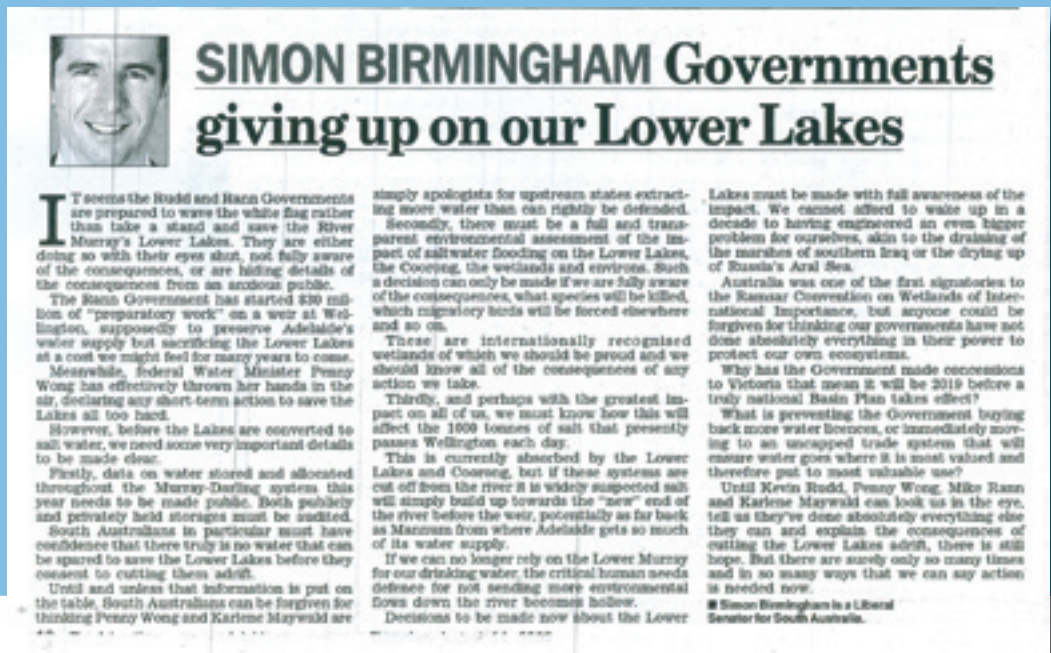 SIMON BIRMINGHAM Governments
giving up on our Lower Lakes
IT seems the Rudd and Rann Governments
are prepared to wave the white flag rather
than take a stand and save the River
Murray's Lower Lakes. They are either
doing so with their eyes shut, not fully aware
of the consequences, or are hiding details of
the consequences from an anxious public.
The Rann Government has started $30 mil-
lion of "preparatory work" on a weir at Wel-
lington, supposedly to preserve Adelaide's
water supply but sacrificing the Lower Lakes
at a cost we might feel for many years to come.
Meanwhile, federal Water Minister Penny
Wong has effectively thrown her hands in the
air, declaring any short-term action to save the
Lakes all too hard.
However, before the Lakes are converted to
salt water, we need some very important details
to be made clear.
Firstly, data on water stored and allocated
throughout the Murray-Darling system this
year needs to be made public. Both publicly
and privately held storages must be audited.
South Australians in particular must have
confidence that there truly is no water that can
be spared to save the Lower Lakes before they
consent to cutting them adrift.
Until and unless that information is put on
the table, South Australians can be forgiven for
thinking Penny Wong and Karlene Maywald are
simply apologists for upstream states extract-
ing more water than can rightly be defended.
Secondly, there must be a full and trans-
parent environmental assessment of the im-
pact of saltwater flooding on the Lower Lakes,
the Coorong, the wetlands and environs. Such
a decision can only be made if we are fully aware
of the consequences, what species will be killed,
which migratory birds will be forced elsewhere
and so on.
These are internationally recognised
wetlands of which we should be proud and we
should know all of the consequences of any
action we take.
Thirdly, and perhaps with the greatest im-
pact on all of us, we must know how this will
affect the 1000 tonnes of salt that presently
passes Wellington each day.
This is currently absorbed by the Lower
Lakes and Coorong, but if these systems are
cut off from the river it is widely suspected salt
will simply build up towards the "new" end of
the river before the weir, potentially as far back
as Mannum from where Adelaide gets so much
of its water supply.
If we can no longer rely on the Lower Murray
for our drinking water, the critical human needs
defence for not sending more environmental
flows down the river becomes hollow.
Decisions to be made now about the Lower
Lakes must be made with full awareness of the
impact. We cannot afford to wake up in a
decade to having engineered an even bigger
problem for ourselves, akin to the draining of
the marshes of southern Iraq or the drying up
of Russia's Aral Sea.
Australia was one of the first signatories to
the Ramsar Convention on Wetlands of Inter-
national Importance, but anyone could be
forgiven for thinking our governments have not
done absolutely everything in their power to
protect our own ecosystems.
Why has the Government made concessions
to Victoria that mean it will be 2019 before a
truly national Basin Plan takes effect?
What is preventing the Government buying
back more water licences, or immediately mov-
ing to an uncapped trade system that will
ensure water goes where it is most valued and
therefore put to most valuable use?
Until Kevin Rudd, Penny Wong, Mike Rann
and Karlene Maywald can look us in the eye,
tell us they've done absolutely everything else
they can and explain the consequences of
cutting the Lower Lakes adrift, there is still
hope. But there are surely only so many times
and in so many ways that we can say action
is needed now.
■ Simon Birmingham is a Liberal
Senator for South Australia.